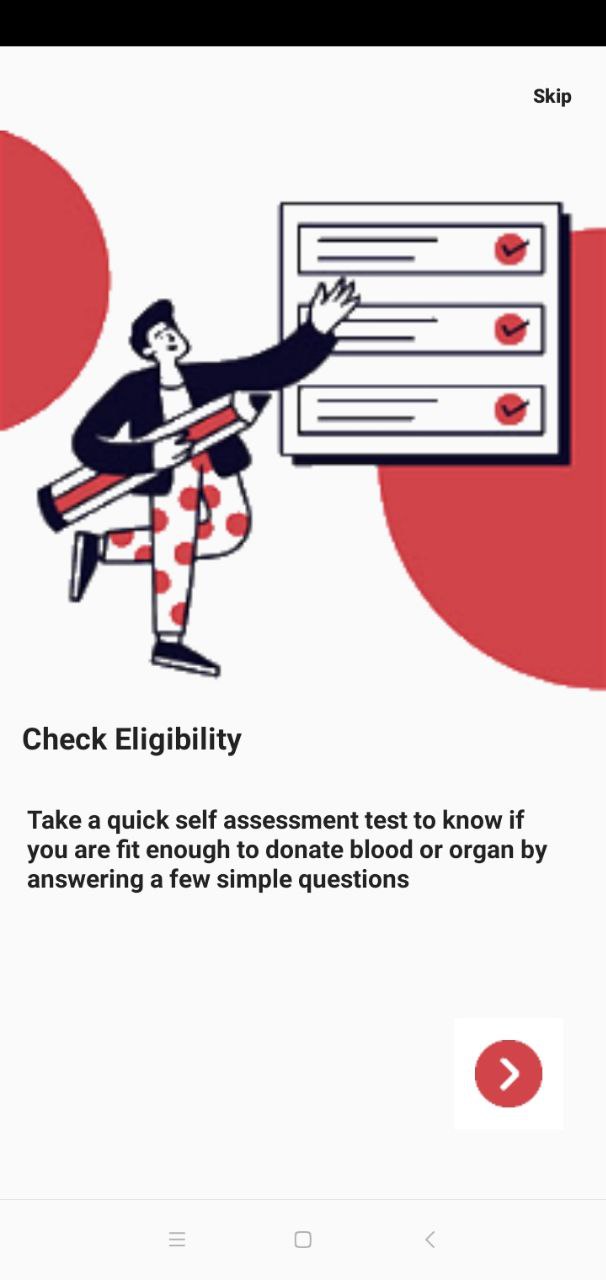 Skip
Check Eligibility
Take a quick self assessment test to know if
you are fit enough to donate blood or organ by
answering a few simple questions